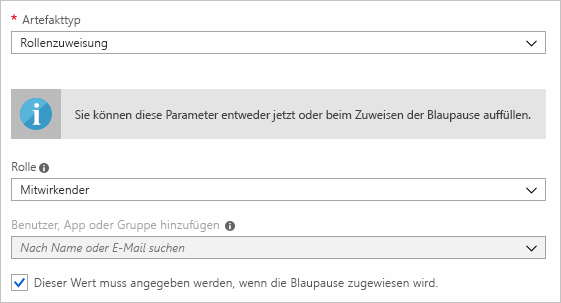 * Artefakttyp
Rollenzuweisung
Sie können diese Parameter entweder jetzt oder beim Zuweisen der Blaupause auffüllen.
Rolle
Mitwirkender
Benutzer, App oder Gruppe hinzufügen
Nach Name oder E-Mail suchen
Dieser Wert muss angegeben werden, wenn die Blaupause zugewiesen wird.